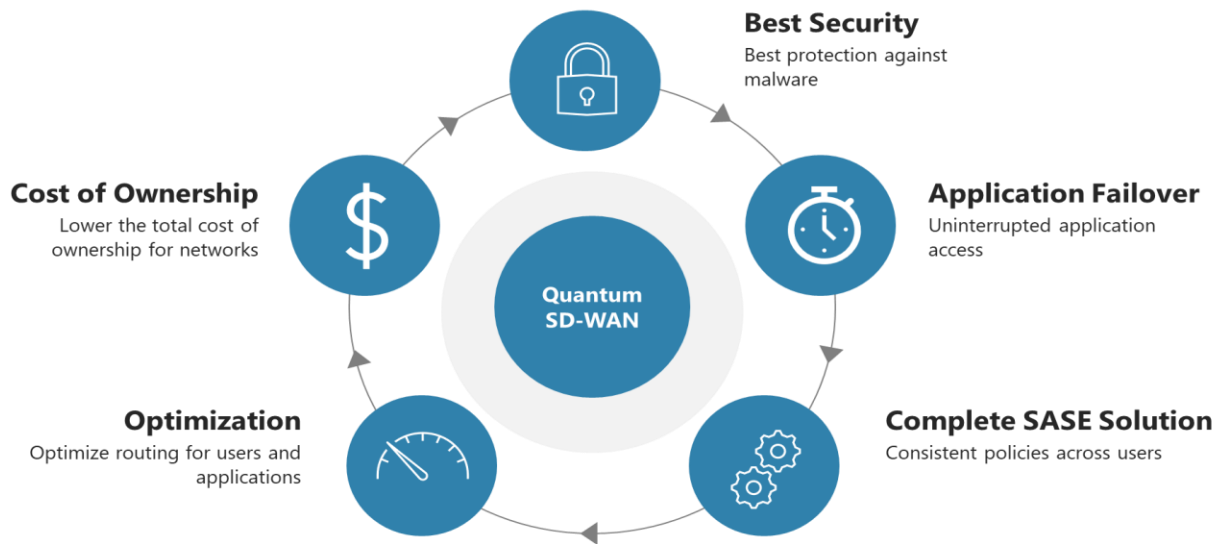 Best Security
Best protection against
malware
Cost of Ownership
Lower the total cost of
ownership for networks
Application Failover
Uninterrupted application
access
Quantum
SD-WAN
Optimization
Optimize routing for users and
applications
Complete SASE Solution
Consistent policies across users